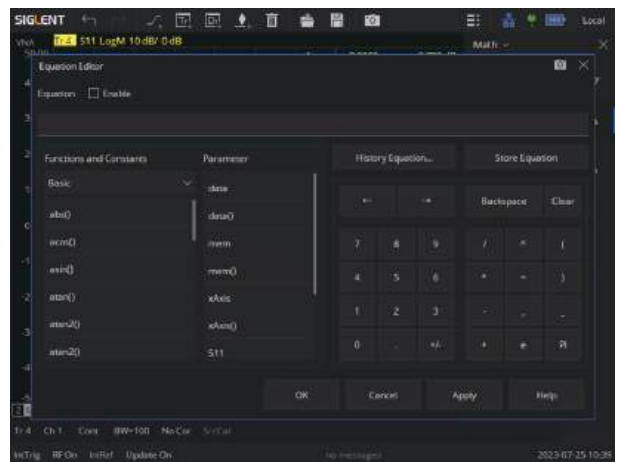 SIGLENT Local
VNA Tr 4 S11 LogM 10 dB/ 0 dB Math
Equation Editor
Equation Enable
Functions and Constants Parameter History Equation... Store Equation
Basic data
← → Backspace Clear
abs() data()
acos() mem 7 8 9 / ^ (
asin() mem() 4 5 6 * )
atan() xAxis
1 2 3
atan2() xAxis()
0 . +/- + e PI
atan2() S11
OK Cancel Apply Help
Tr 4 Ch 1 Cont BW=100 No Cor SrcCal
IntTrig RF On IntRef Update On no messages 2023-07-25 10:39